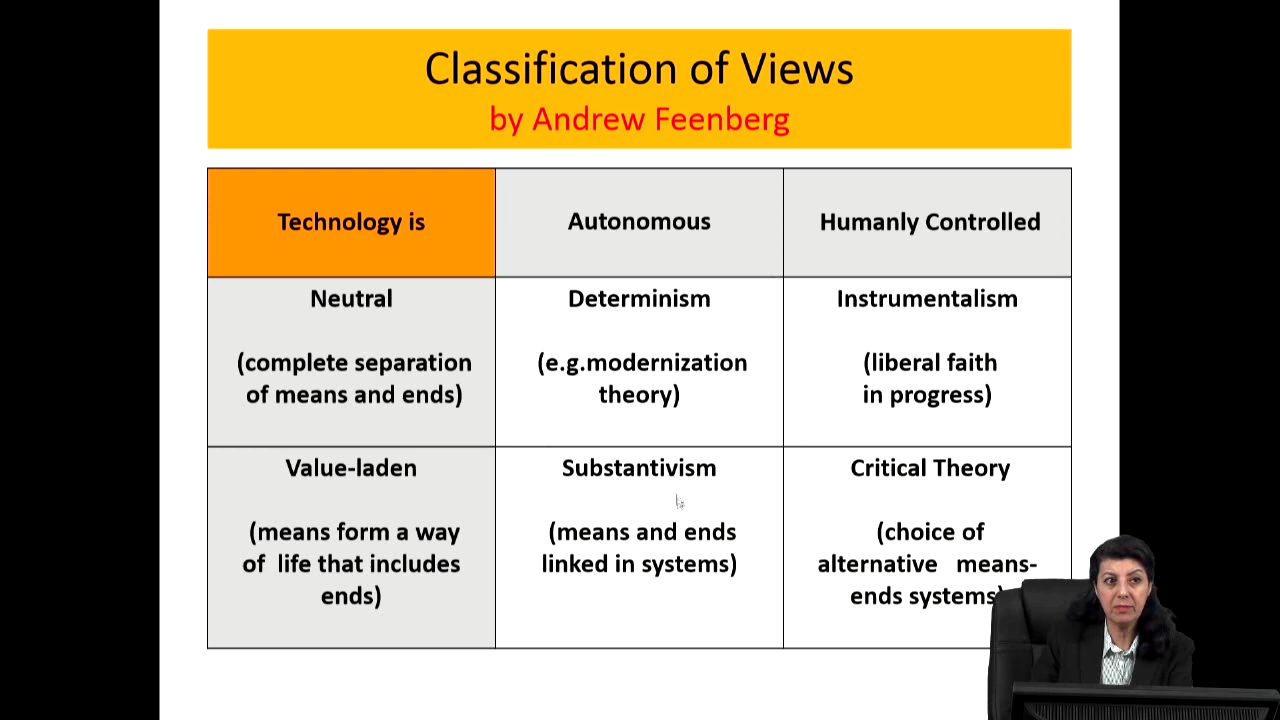 Classification of Views
by Andrew Feenberg
Technology is
Autonomous
Humanly Controlled
Neutral
(complete separation
of means and ends)
Determinism
(e.g.modernization
theory)
Instrumentalism
(liberal faith
in progress)
Value-laden
(means form a way
of life that includes
ends)
Substantivism
(means and ends
linked in systems)
Critical Theory
(choice of
alternative means-
ends systems)